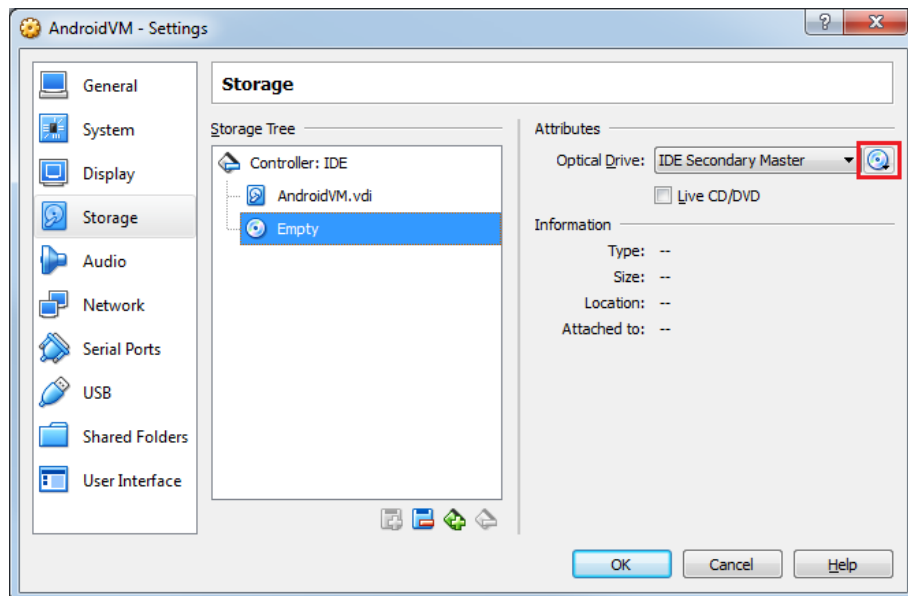 AndroidVM - Settings
General
System
Display
Storage
Audio
Network
Serial Ports
USB
Shared Folders
User Interface
Storage
Storage Tree
Controller: IDE
AndroidVM.vdi
Empty
Attributes
Optical Drive: IDE Secondary Master
Live CD/DVD
Information
Type: --
Size: --
Location: --
Attached to: --
OK Cancel Help